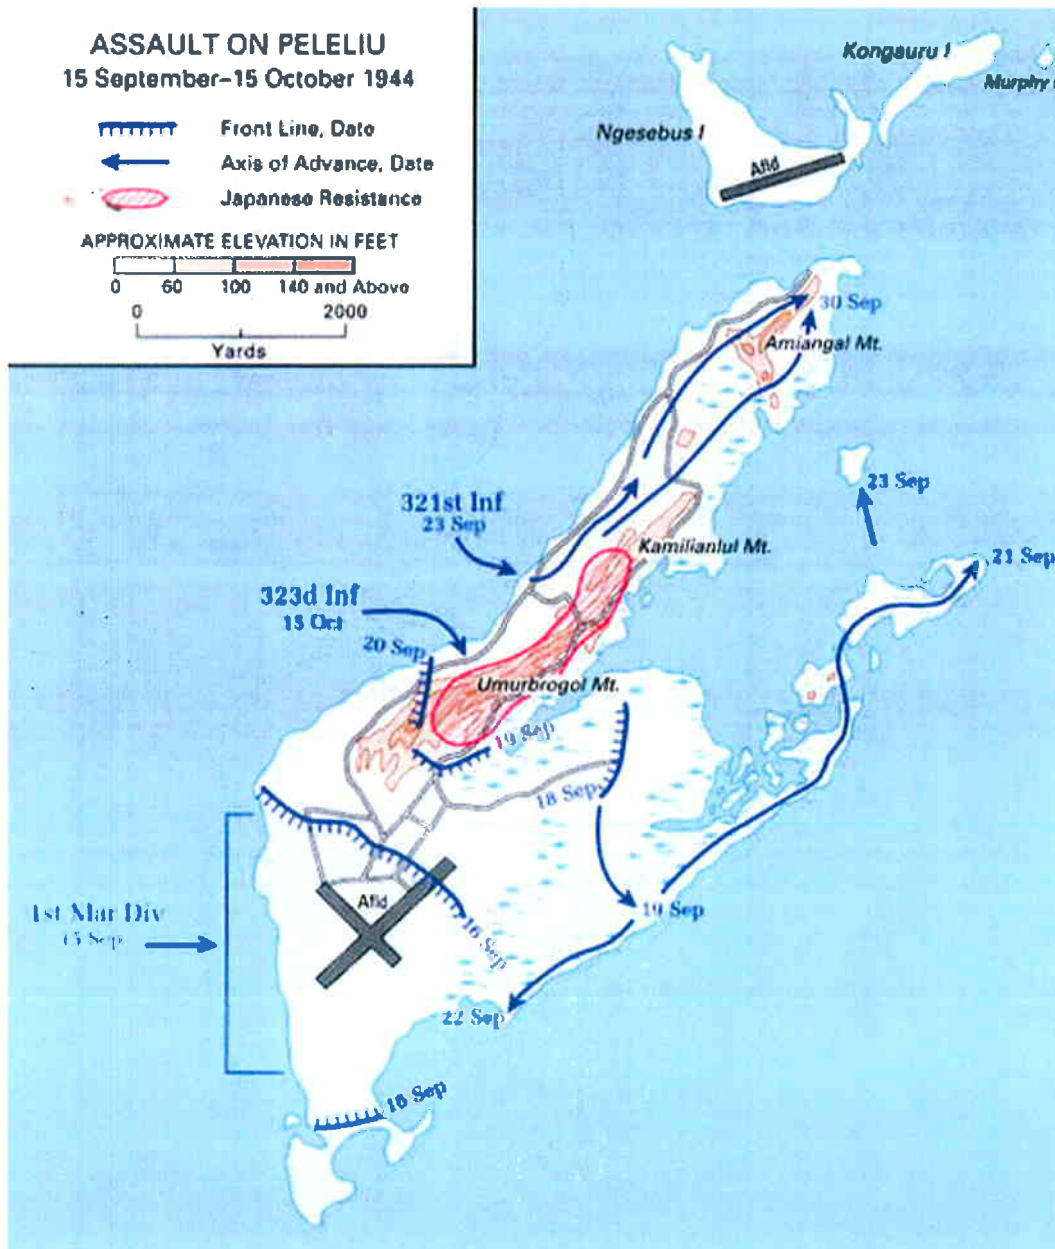 ASSAULT ON PELELIU
15 September–15 October 1944
Front Line, Date
Axis of Advance, Date
Japanese Resistance
APPROXIMATE ELEVATION IN FEET
0 60 100 140 and Above
0 2000
Yards
Kongauru I
Murphy
Ngesebus I
Afld
30 Sep
Amiangal Mt.
23 Sep
321st Inf
23 Sep
Kamilianlul Mt.
21 Sep
323d Inf
15 Oct
20 Sep
Umurbrogol Mt.
19 Sep
18 Sep
Afld
1st Mar Div
15 Sep
16 Sep
19 Sep
22 Sep
Sep